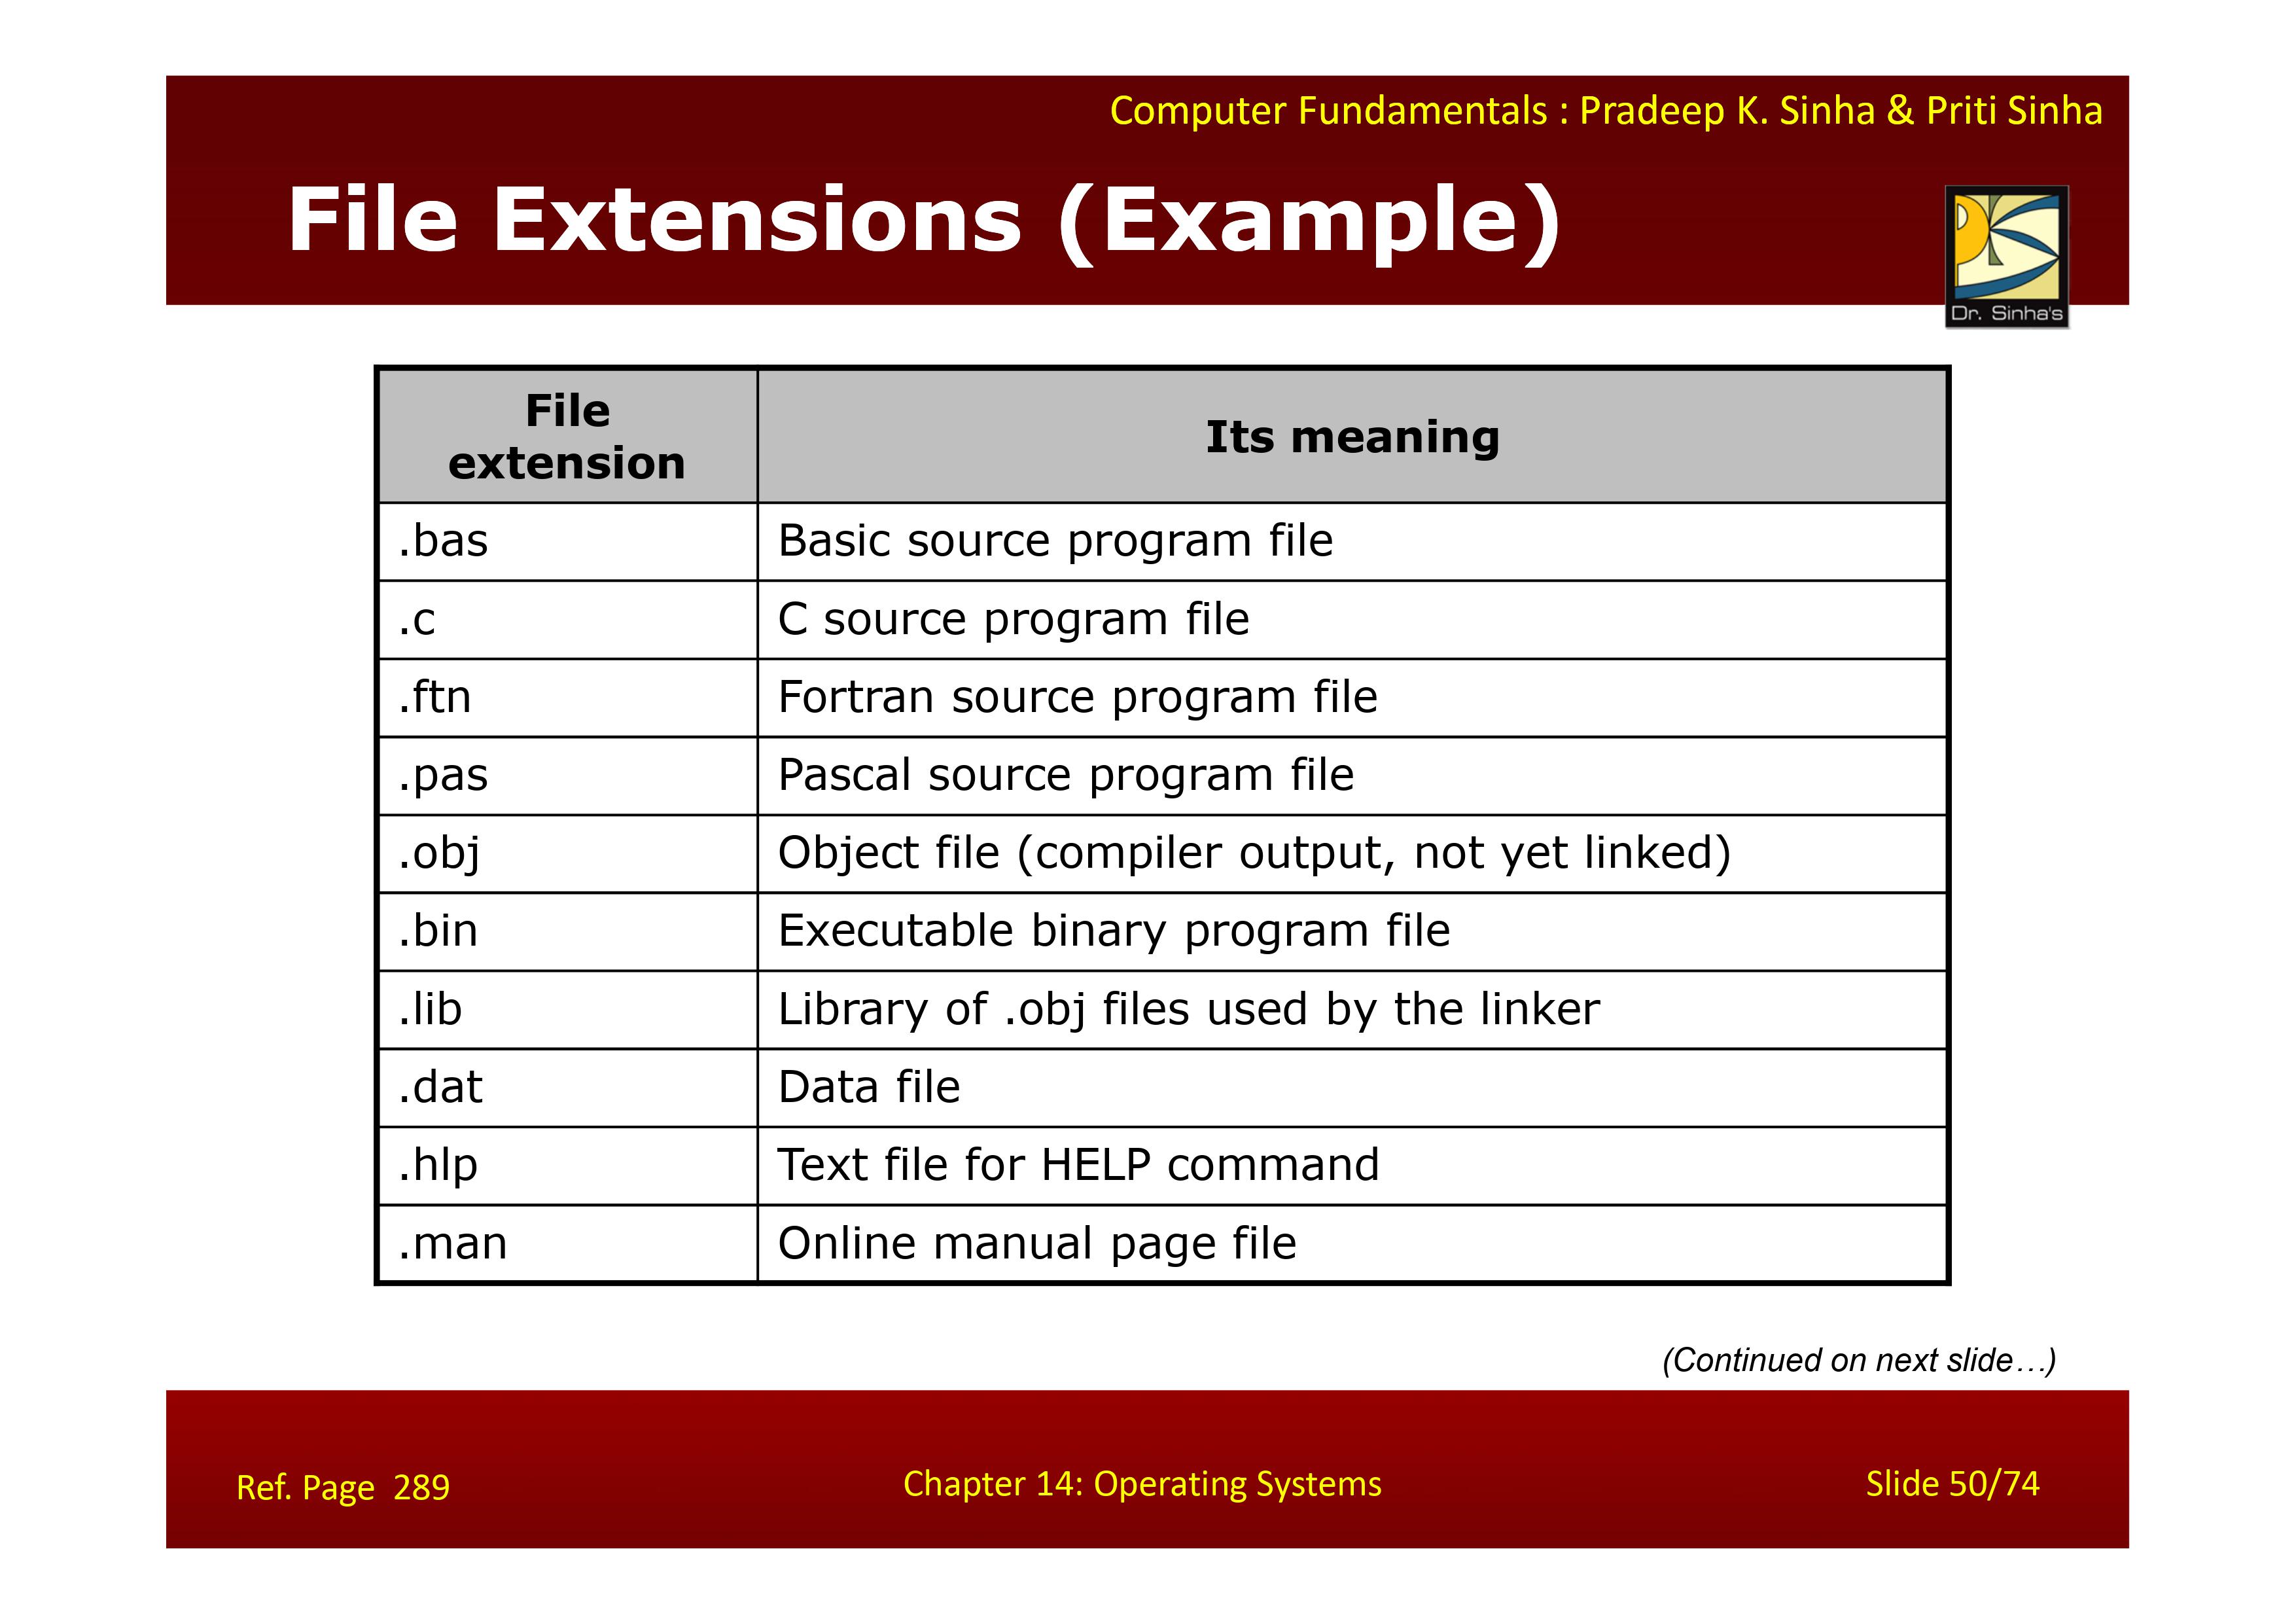 Computer Fundamentals : Pradeep K. Sinha & Priti Sinha
File Extensions (Example)
Dr. Sinha's
File
extension
Its meaning
.bas Basic source program file
.c C source program file
.ftn Fortran source program file
.pas Pascal source program file
.obj Object file (compiler output, not yet linked)
.bin Executable binary program file
.lib Library of .obj files used by the linker
.dat Data file
.hlp Text file for HELP command
.man Online manual page file
(Continued on next slide…)
Ref. Page 289 Chapter 14: Operating Systems Slide 50/74